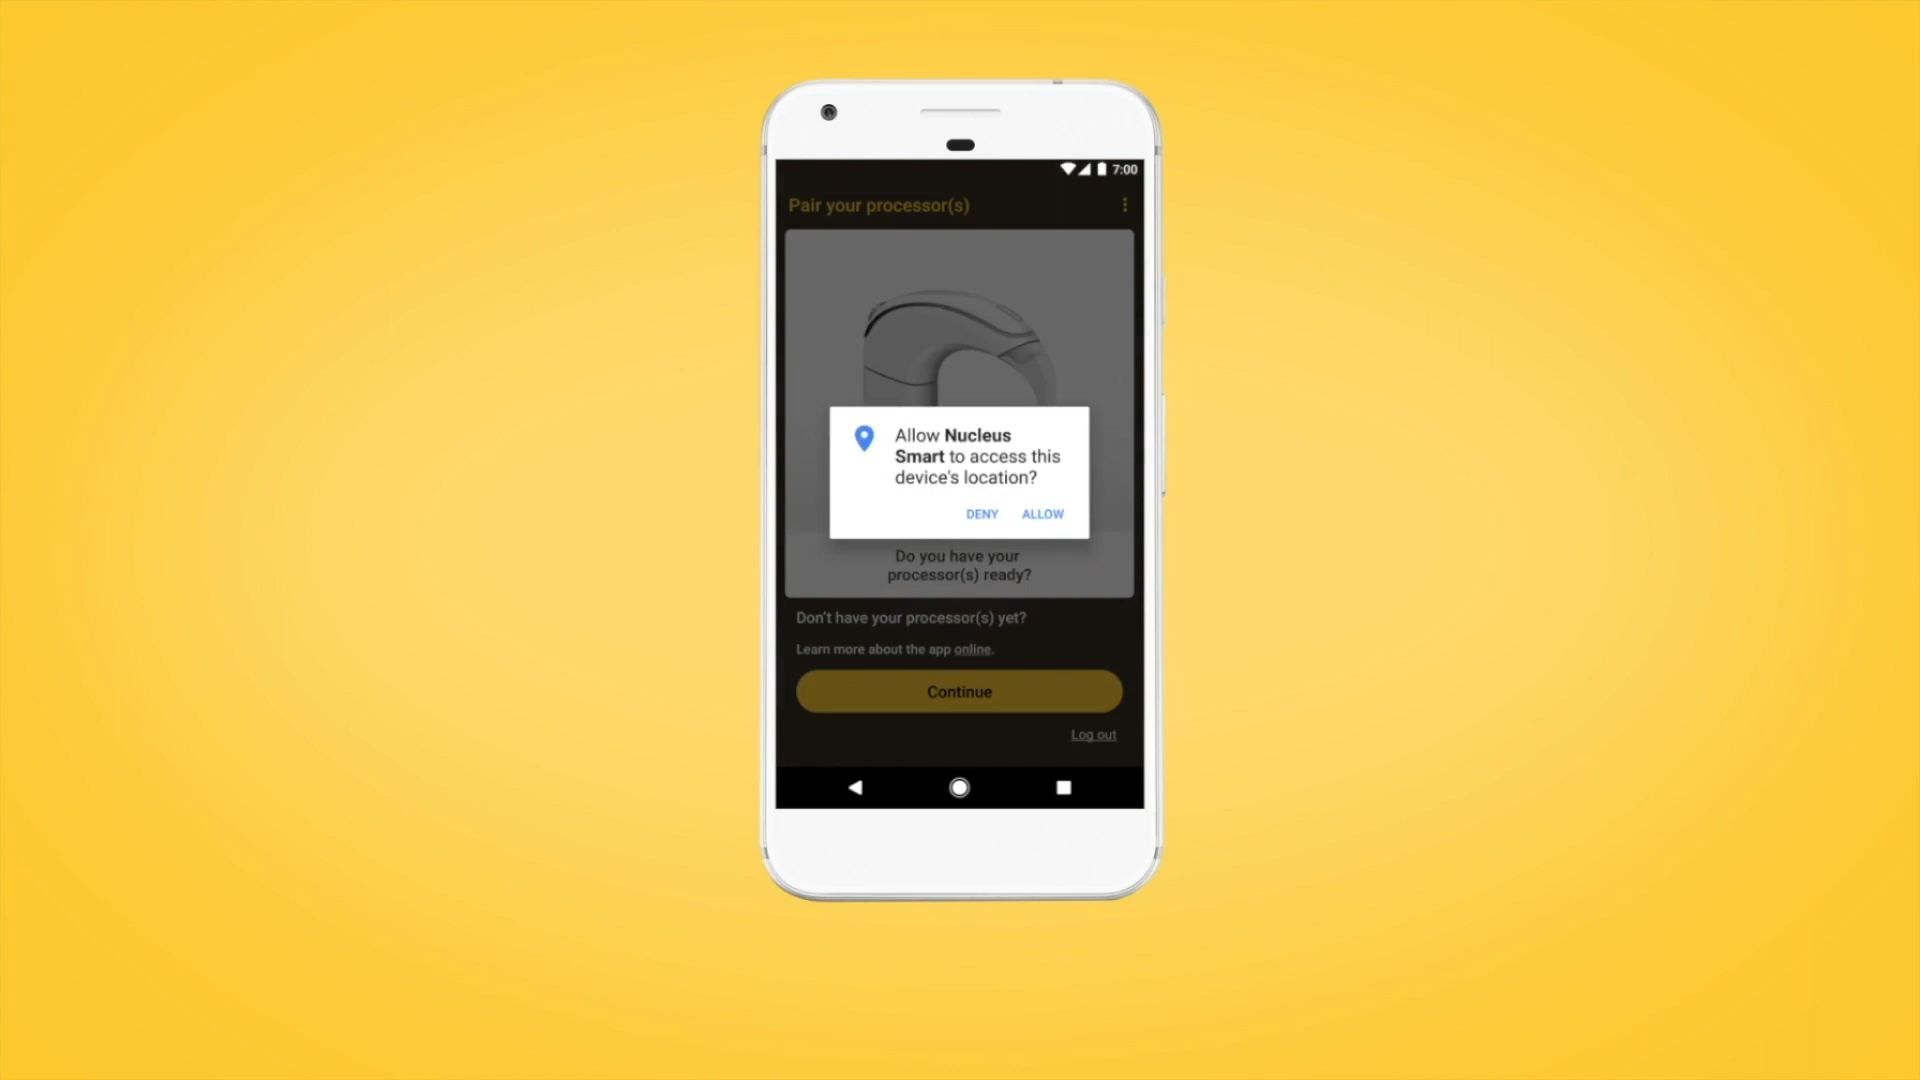 7:00
Pair your processor(s)
Allow Nucleus
Smart to access this
device's location?
DENY ALLOW
Do you have your
processor(s) ready?
Don't have your processor(s) yet?
Learn more about the app online.
Continue
Log out